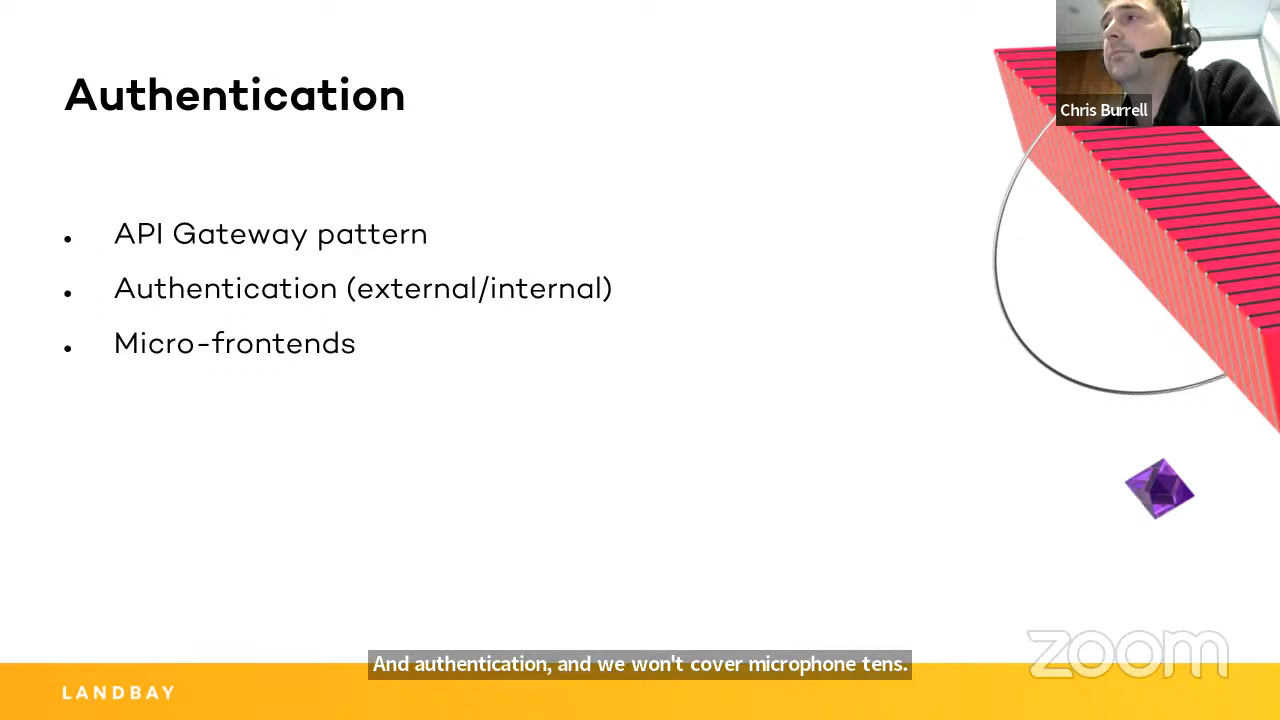 Authentication
Chris Burrell
• API Gateway pattern
• Authentication (external/internal)
• Micro-frontends
And authentication, and we won't cover microphone tens.
zoom
LANDBAY